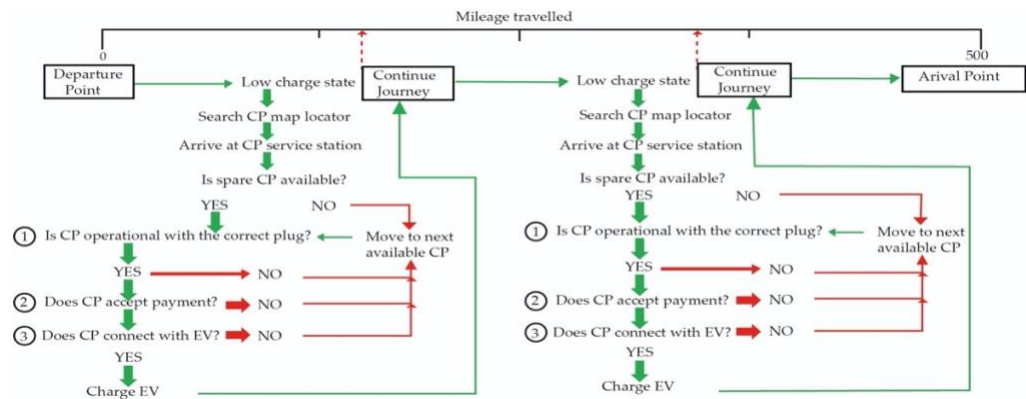 Mileage travelled
0
500
Departure
Point
Low charge state
Continue
Journey
Low charge state
Continue
Journey
Arival Point
Search CP map locator
Arrive at CP service station
Is spare CP available?
YES
NO
1 Is CP operational with the correct plug?
Move to next
available CP
YES
NO
2 Does CP accept payment?
NO
3 Does CP connect with EV?
NO
YES
Charge EV
Search CP map locator
Arrive at CP service station
Is spare CP available?
YES
NO
1 Is CP operational with the correct plug?
Move to next
available CP
YES
NO
2 Does CP accept payment?
NO
3 Does CP connect with EV?
NO
YES
Charge EV